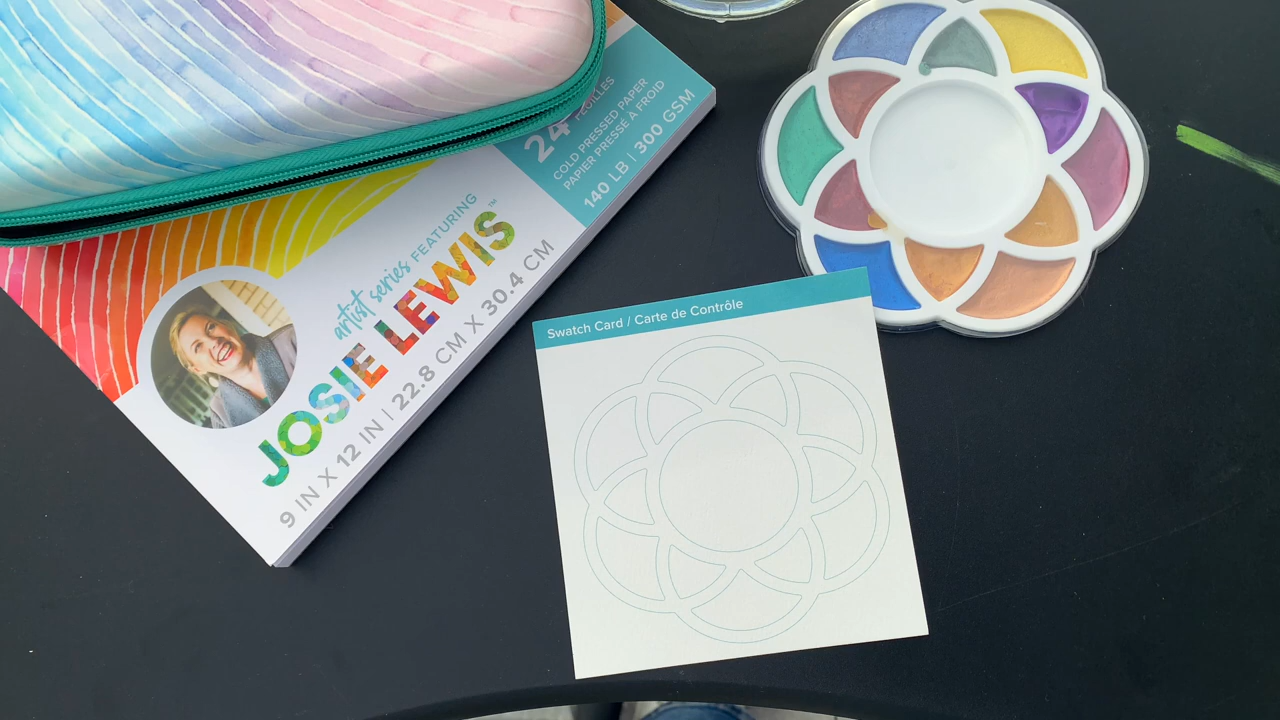 24
FEUILLES
COLD PRESSED PAPER
PAPIER PRESSÉ À FROID
140 LB | 300 GSM
artist series FEATURING
JOSIE LEWIS™
9 IN X 12 IN | 22.8 CM X 30.4 CM
Swatch Card / Carte de Contrôle